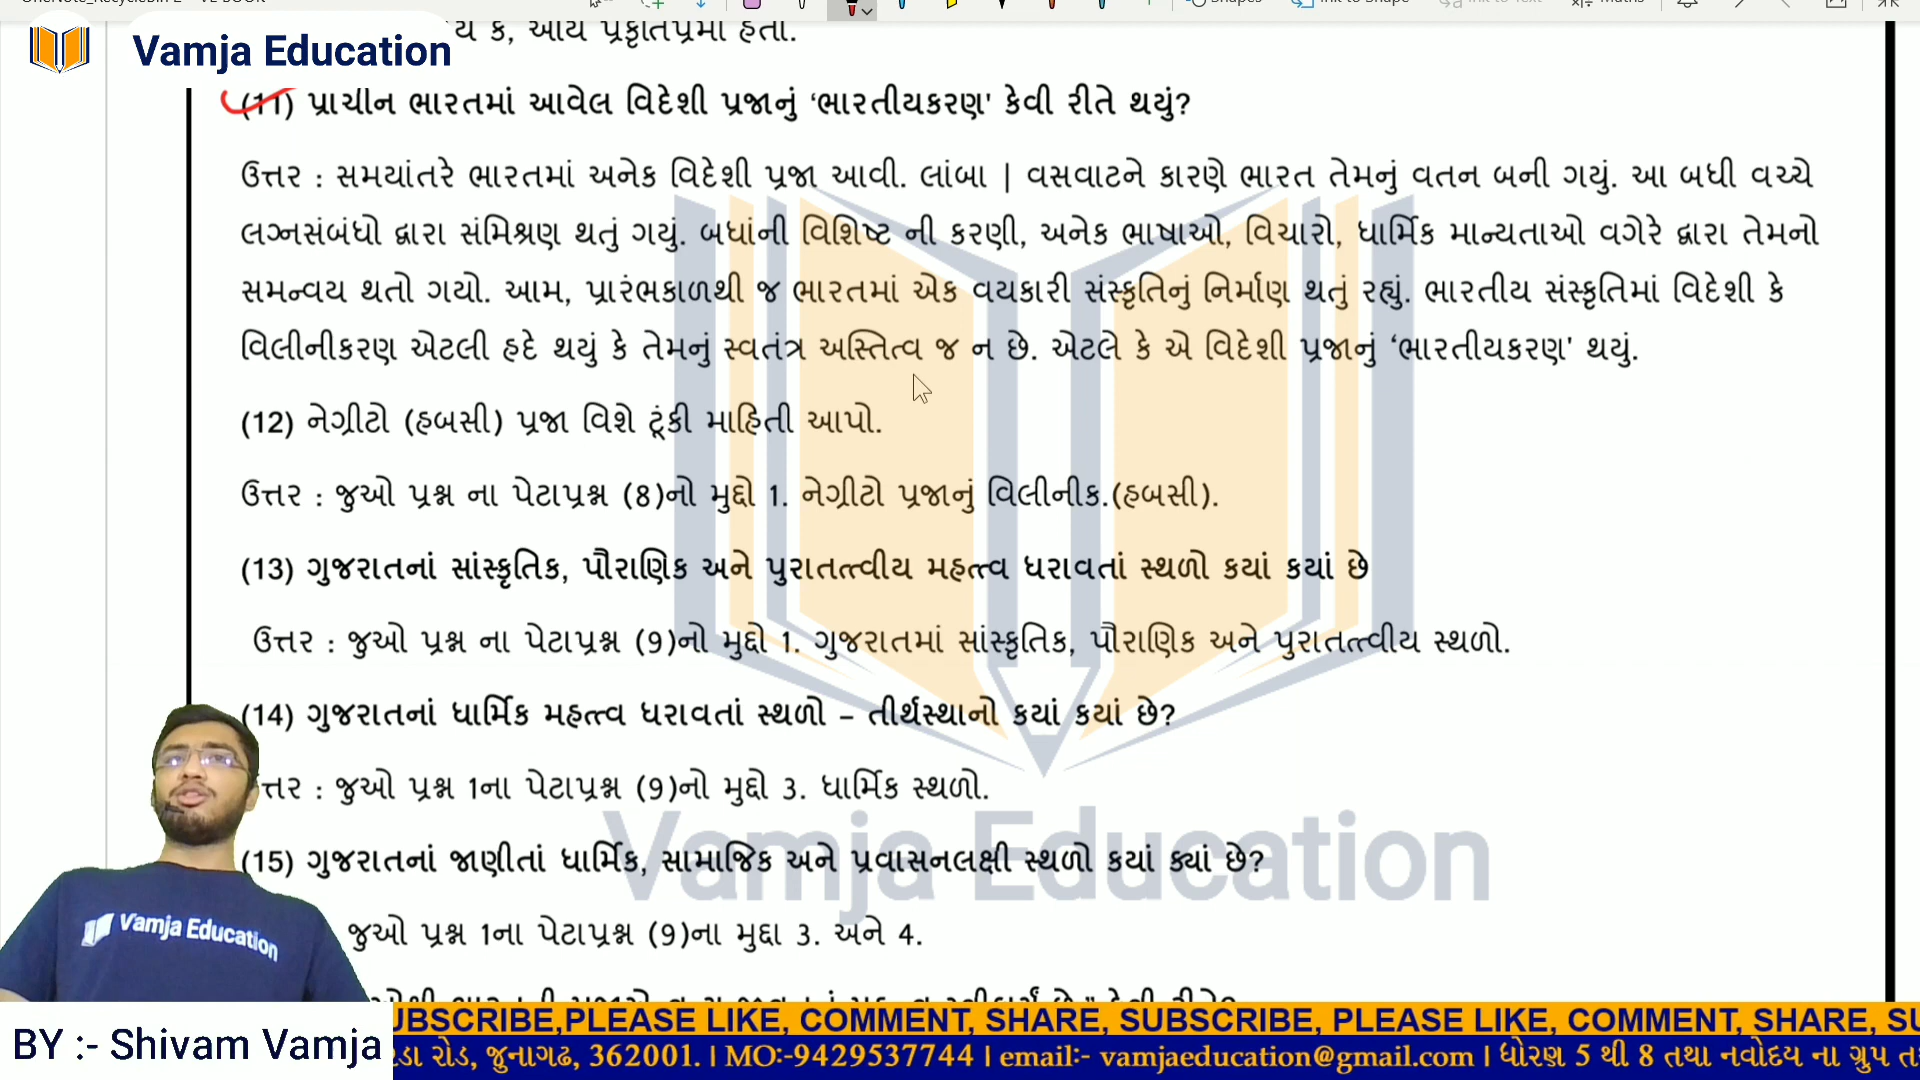 Vamja Education
(11) પ્રાચીન ભારતમાં આવેલ વિદેશી પ્રજાનું ‘ભારતીયકરણ' કેવી રીતે થયું?
ઉત્તર : સમયાંતરે ભારતમાં અનેક વિદેશી પ્રજા આવી. લાંબા | વસવાટને કારણે ભારત તેમનું વતન બની ગયું. આ બધી વચ્ચે
લગ્નસંબંધો દ્વારા સંમિશ્રણ થતું ગયું. બધાંની વિશિષ્ટ ની કરણી, અનેક ભાષાઓ, વિચારો, ધાર્મિક માન્યતાઓ વગેરે દ્વારા તેમનો
સમન્વય થતો ગયો. આમ, પ્રારંભકાળથી જ ભારતમાં એક વયકારી સંસ્કૃતિનું નિર્માણ થતું રહ્યું. ભારતીય સંસ્કૃતિમાં વિદેશી કે
વિલીનીકરણ એટલી હદે થયું કે તેમનું સ્વતંત્ર અસ્તિત્વ જ ન છે. એટલે કે એ વિદેશી પ્રજાનું ‘ભારતીયકરણ' થયું.
(12) નેગ્રીટો (હબસી) પ્રજા વિશે ટૂંકી માહિતી આપો.
ઉત્તર : જુઓ પ્રશ્ન ના પેટાપ્રશ્ન (8)નો મુદ્દો 1. નેગ્રીટો પ્રજાનું વિલીનીક.(હબસી).
(13) ગુજરાતનાં સાંસ્કૃતિક, પૌરાણિક અને પુરાતત્ત્વીય મહત્ત્વ ધરાવતાં સ્થળો કયાં કયાં છે
ઉત્તર : જુઓ પ્રશ્ન ના પેટાપ્રશ્ન (9)નો મુદ્દો 1. ગુજરાતમાં સાંસ્કૃતિક, પૌરાણિક અને પુરાતત્ત્વીય સ્થળો.
(14) ગુજરાતનાં ધાર્મિક મહત્ત્વ ધરાવતાં સ્થળો – તીર્થસ્થાનો કયાં કયાં છે?
ત્તર : જુઓ પ્રશ્ન 1ના પેટાપ્રશ્ન (9)નો મુદ્દો 3. ધાર્મિક સ્થળો.
Vamja Education
(15) ગુજરાતનાં જાણીતાં ધાર્મિક, સામાજિક અને પ્રવાસનલક્ષી સ્થળો કયાં ક્યાં છે?
જુઓ પ્રશ્ન 1ના પેટાપ્રશ્ન (9)ના મુદ્દા 3. અને 4.
Vamja Education
UBSCRIBE,PLEASE LIKE, COMMENT, SHARE, SUBSCRIBE, PLEASE LIKE, COMMENT, SHARE, SU
BY :- Shivam Vamja
રોડ, જુનાગઢ, 362001. | MO:-9429537744 | email:- vamjaeducation@gmail.com | ધોરણ 5 થી 8 તથા નવોદય ના ગ્રુપ